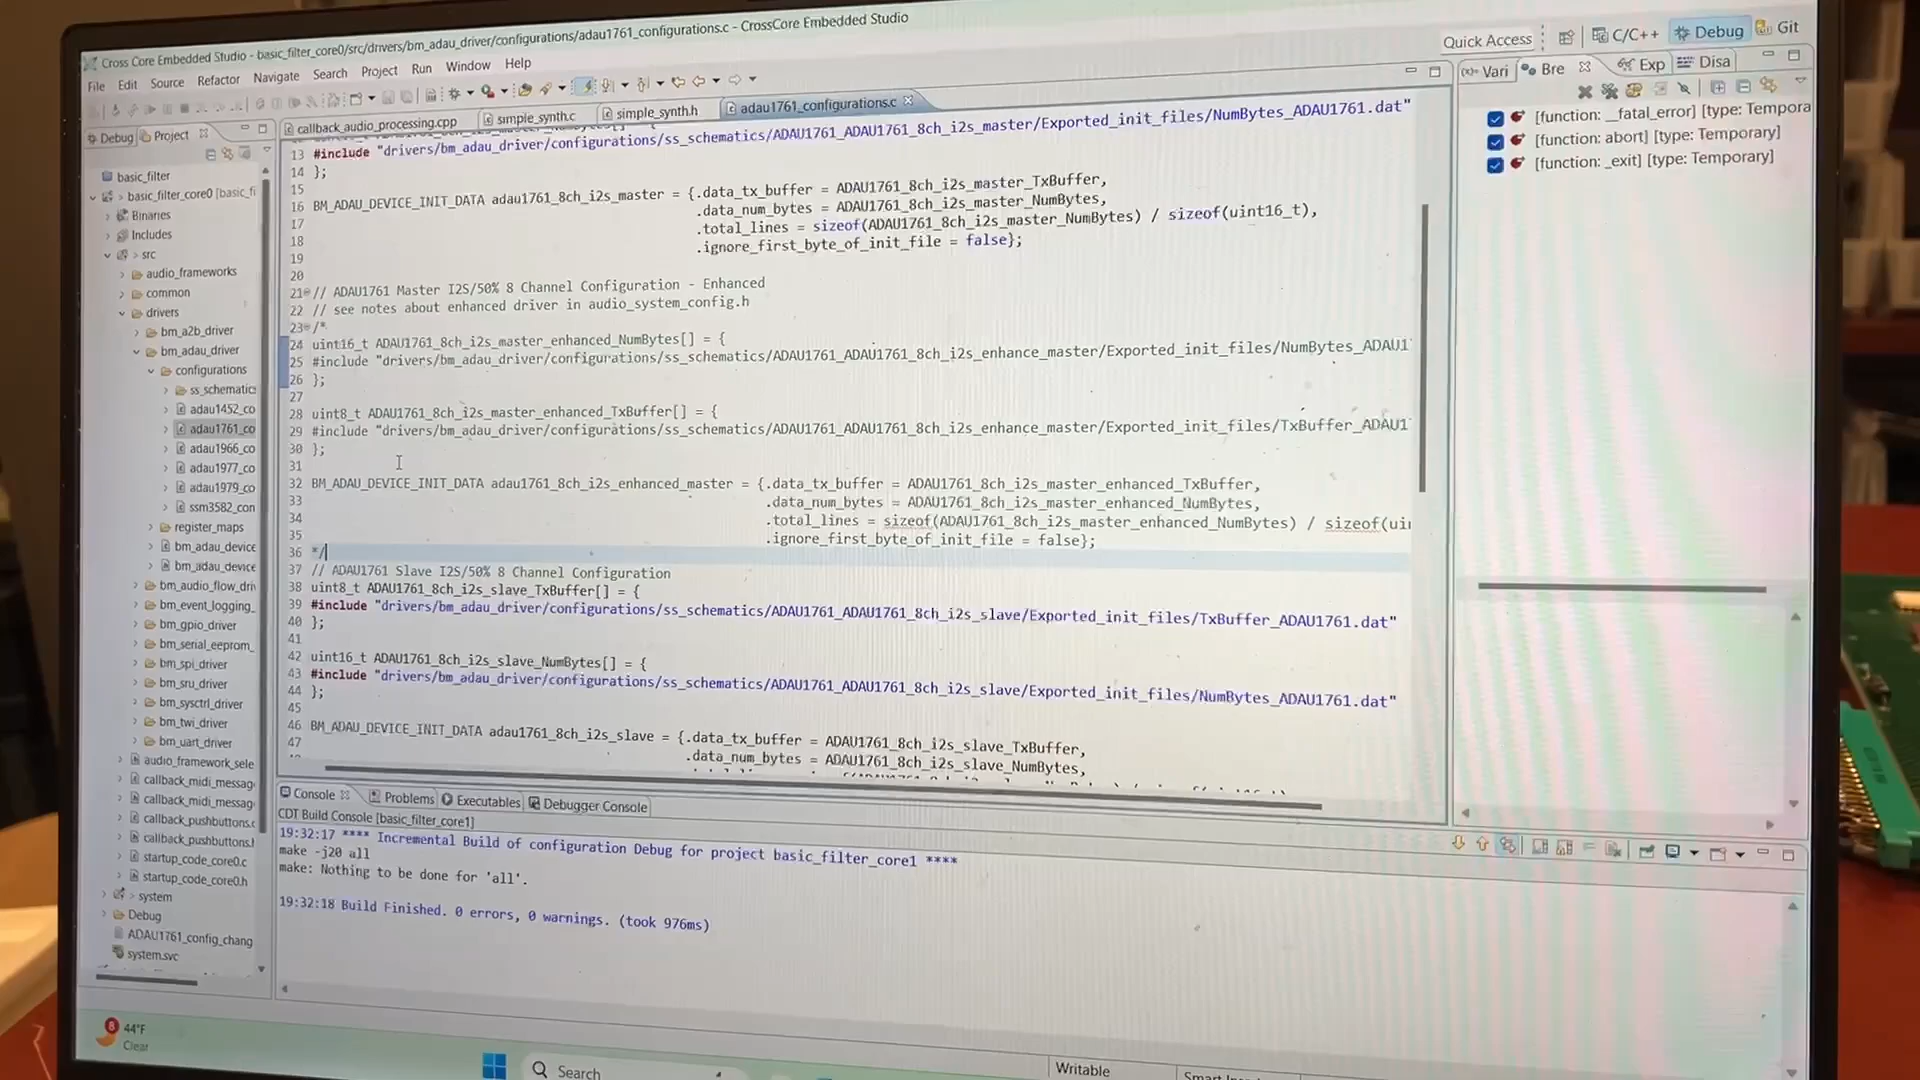 Cross Core Embedded Studio - basic_filter_core0/src/drivers/bm_adau_driver/configurations/adau1761_configurations.c - CrossCore Embedded Studio
File Edit Source Refactor Navigate Search Project Run Window Help
Quick Access C/C++ Debug Git
Debug Project
callback_audio_processing.cpp simple_synth.c simple_synth.h adau1761_configurations.c
Vari Bre Exp Disa
basic_filter
> basic_filter_core0 [basic_fi
Binaries
Includes
> src
audio_frameworks
common
drivers
bm_a2b_driver
bm_adau_driver
configurations
ss_schematics
adau1452_co
adau1761_co
adau1966_co
adau1977_co
adau1979_co
ssm3582_con
register_maps
bm_adau_device
bm_adau_device
bm_audio_flow_driv
bm_event_logging_
bm_gpio_driver
bm_serial_eeprom_
bm_spi_driver
bm_sru_driver
bm_sysctrl_driver
bm_twi_driver
bm_uart_driver
audio_framework_sele
callback_midi_messag
callback_midi_messag
callback_pushbuttons.c
callback_pushbuttons.h
startup_code_core0.c
startup_code_core0.h
> system
Debug
ADAU1761_config_chang
system.svc
13 #include "drivers/bm_adau_driver/configurations/ss_schematics/ADAU1761_ADAU1761_8ch_i2s_master/Exported_init_files/NumBytes_ADAU1761.dat"
14 };
15
16 BM_ADAU_DEVICE_INIT_DATA adau1761_8ch_i2s_master = {.data_tx_buffer = ADAU1761_8ch_i2s_master_TxBuffer,
17 .data_num_bytes = ADAU1761_8ch_i2s_master_NumBytes,
18 .total_lines = sizeof(ADAU1761_8ch_i2s_master_NumBytes) / sizeof(uint16_t),
19 .ignore_first_byte_of_init_file = false};
20
21 // ADAU1761 Master I2S/50% 8 Channel Configuration - Enhanced
22 // see notes about enhanced driver in audio_system_config.h
23 /*
24 uint16_t ADAU1761_8ch_i2s_master_enhanced_NumBytes[] = {
25 #include "drivers/bm_adau_driver/configurations/ss_schematics/ADAU1761_ADAU1761_8ch_i2s_enhance_master/Exported_init_files/NumBytes_ADAU1
26 };
27
28 uint8_t ADAU1761_8ch_i2s_master_enhanced_TxBuffer[] = {
29 #include "drivers/bm_adau_driver/configurations/ss_schematics/ADAU1761_ADAU1761_8ch_i2s_enhance_master/Exported_init_files/TxBuffer_ADAU1
30 };
31
32 BM_ADAU_DEVICE_INIT_DATA adau1761_8ch_i2s_enhanced_master = {.data_tx_buffer = ADAU1761_8ch_i2s_master_enhanced_TxBuffer,
33 .data_num_bytes = ADAU1761_8ch_i2s_master_enhanced_NumBytes,
34 .total_lines = sizeof(ADAU1761_8ch_i2s_master_enhanced_NumBytes) / sizeof(ui
35 .ignore_first_byte_of_init_file = false};
36 */
37 // ADAU1761 Slave I2S/50% 8 Channel Configuration
38 uint8_t ADAU1761_8ch_i2s_slave_TxBuffer[] = {
39 #include "drivers/bm_adau_driver/configurations/ss_schematics/ADAU1761_ADAU1761_8ch_i2s_slave/Exported_init_files/TxBuffer_ADAU1761.dat"
40 };
41
42 uint16_t ADAU1761_8ch_i2s_slave_NumBytes[] = {
43 #include "drivers/bm_adau_driver/configurations/ss_schematics/ADAU1761_ADAU1761_8ch_i2s_slave/Exported_init_files/NumBytes_ADAU1761.dat"
44 };
45
46 BM_ADAU_DEVICE_INIT_DATA adau1761_8ch_i2s_slave = {.data_tx_buffer = ADAU1761_8ch_i2s_slave_TxBuffer,
47 .data_num_bytes = ADAU1761_8ch_i2s_slave_NumBytes,
[function: __fatal_error] [type: Tempora
[function: abort] [type: Temporary]
[function: _exit] [type: Temporary]
Console Problems Executables Debugger Console
CDT Build Console [basic_filter_core1]
19:32:17 **** Incremental Build of configuration Debug for project basic_filter_core1 ****
make -j20 all
make: Nothing to be done for 'all'.
19:32:18 Build Finished. 0 errors, 0 warnings. (took 976ms)
Writable
8
44°F
Clear
Search